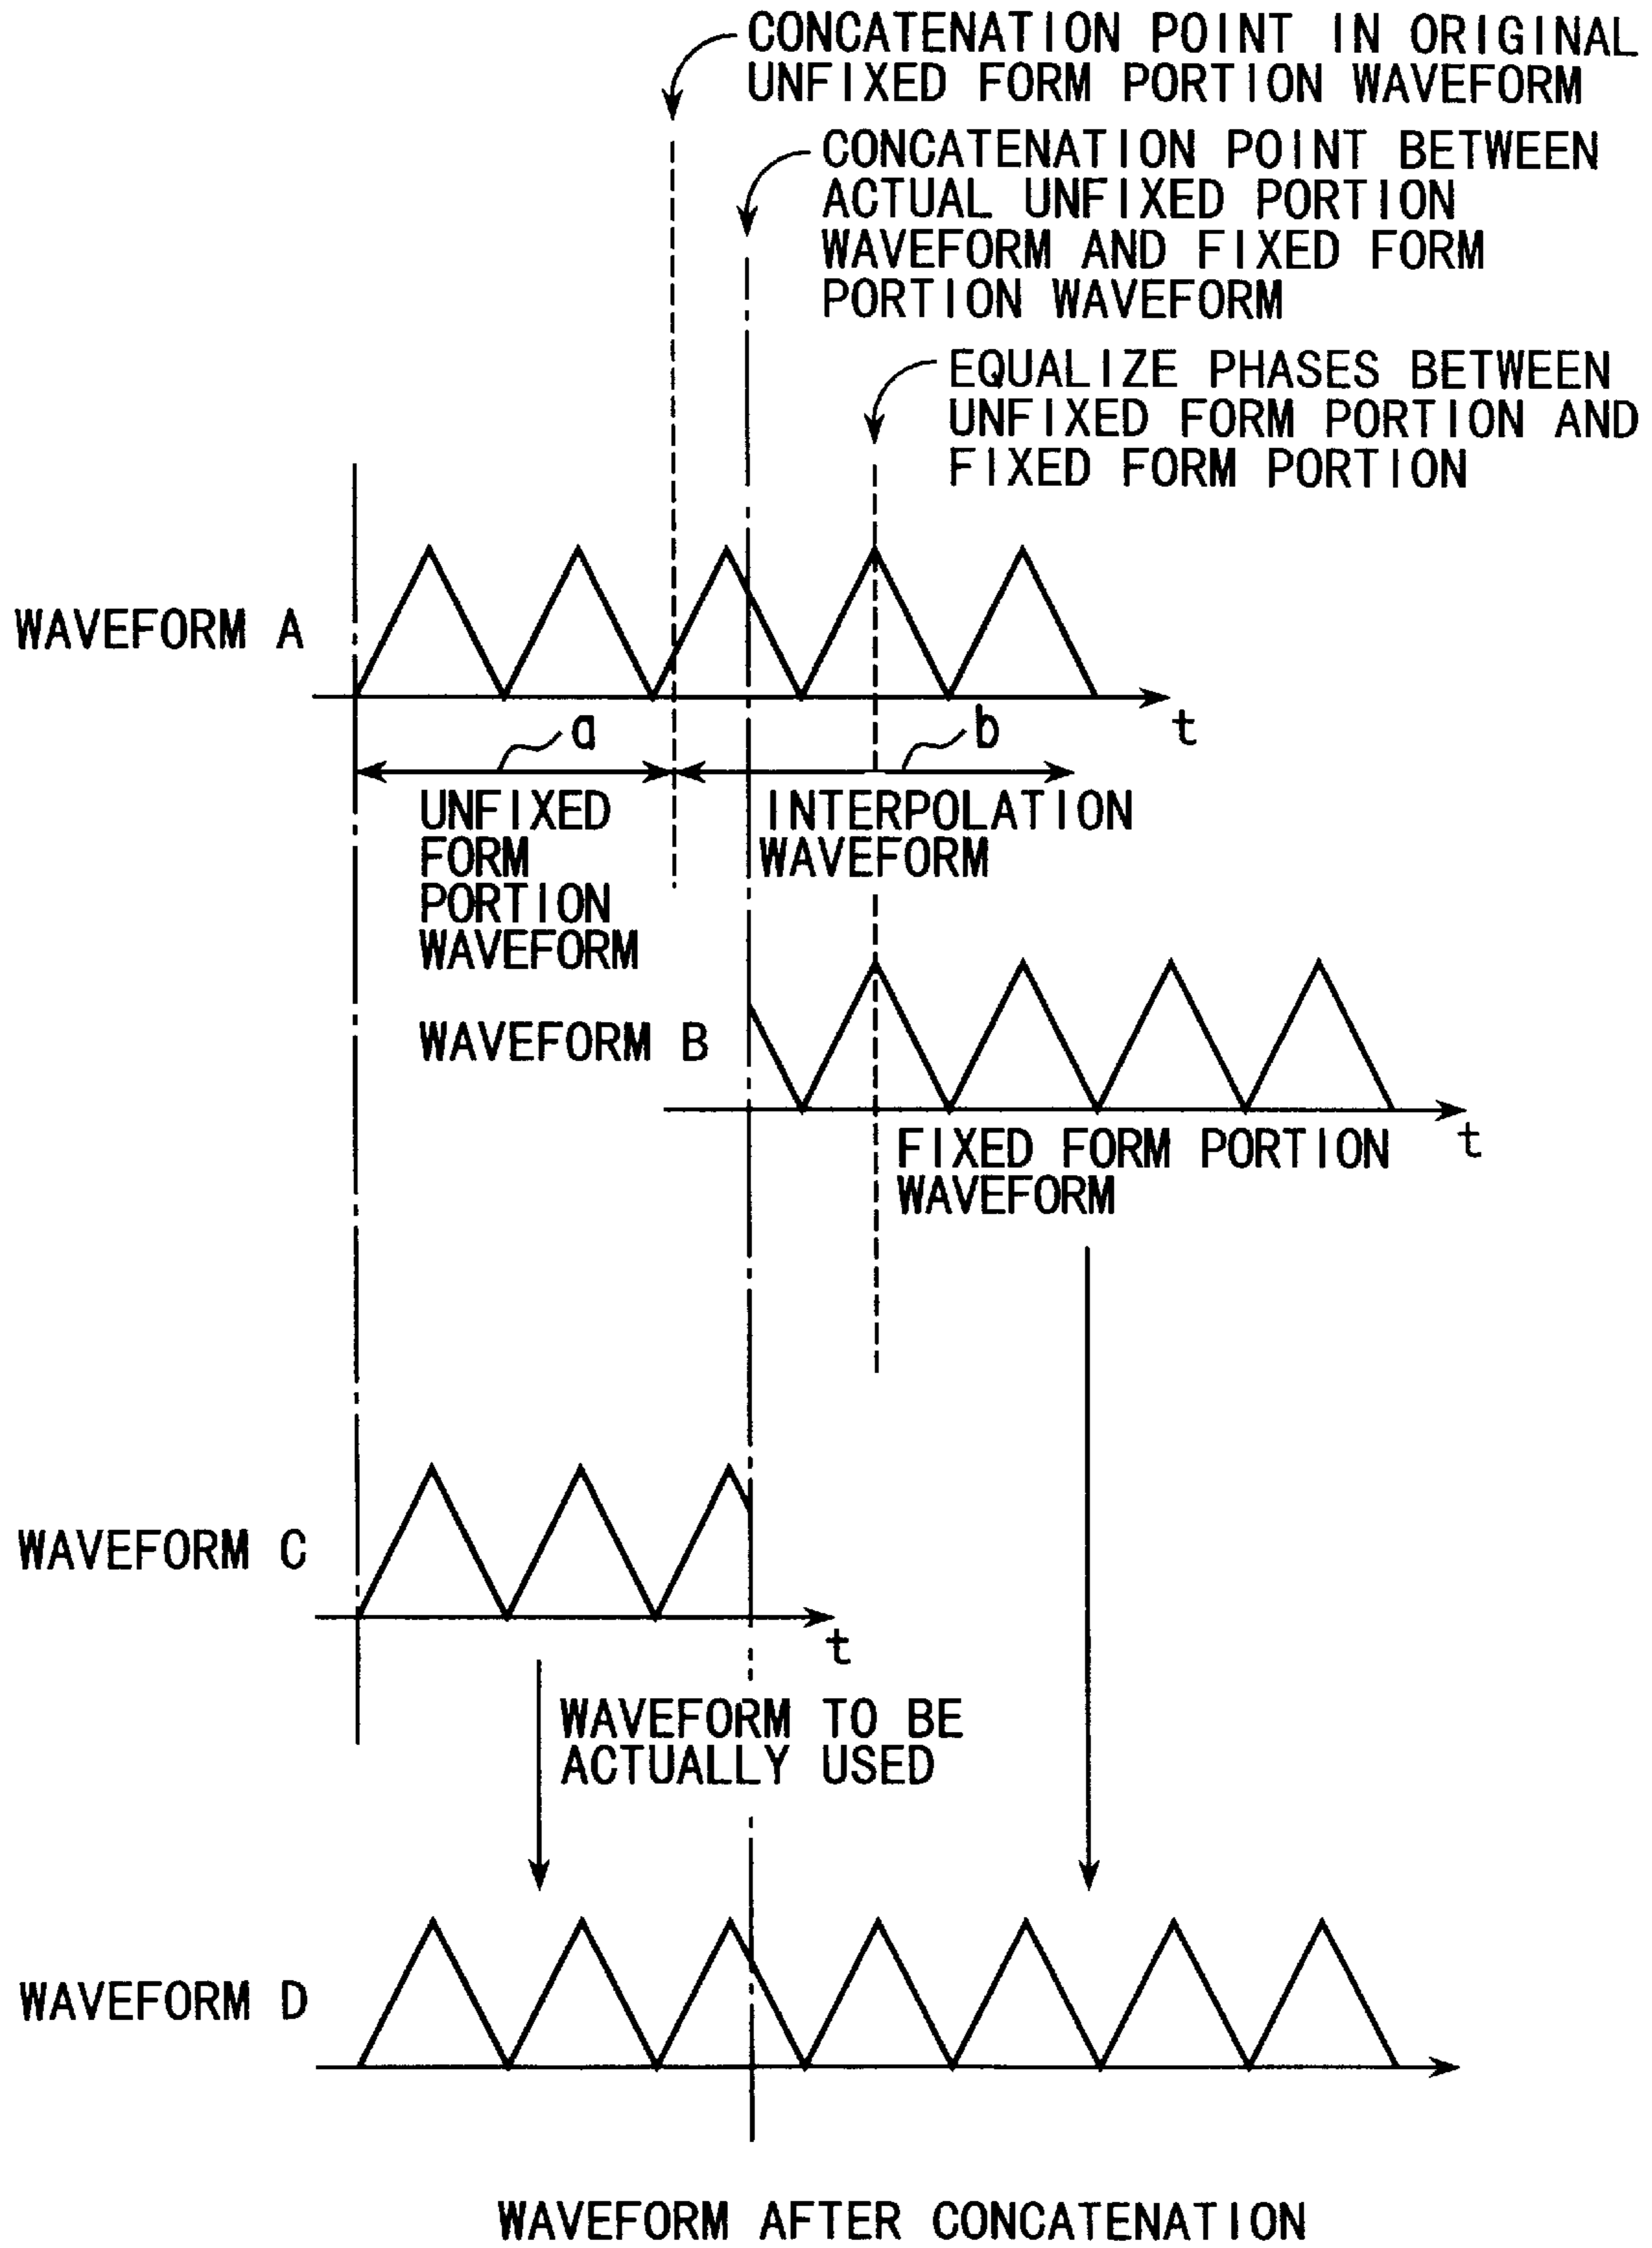 CONCATENATION POINT IN ORIGINAL
UNFIXED FORM PORTION WAVEFORM
CONCATENATION POINT BETWEEN
ACTUAL UNFIXED PORTION
WAVEFORM AND FIXED FORM
PORTION WAVEFORM
EQUALIZE PHASES BETWEEN
UNFIXED FORM PORTION AND
FIXED FORM PORTION
WAVEFORM A
t
a
b
UNFIXED
FORM
PORTION
WAVEFORM
INTERPOLATION
WAVEFORM
WAVEFORM B
t
FIXED FORM PORTION
WAVEFORM
WAVEFORM C
t
WAVEFORM TO BE
ACTUALLY USED
WAVEFORM D
WAVEFORM AFTER CONCATENATION